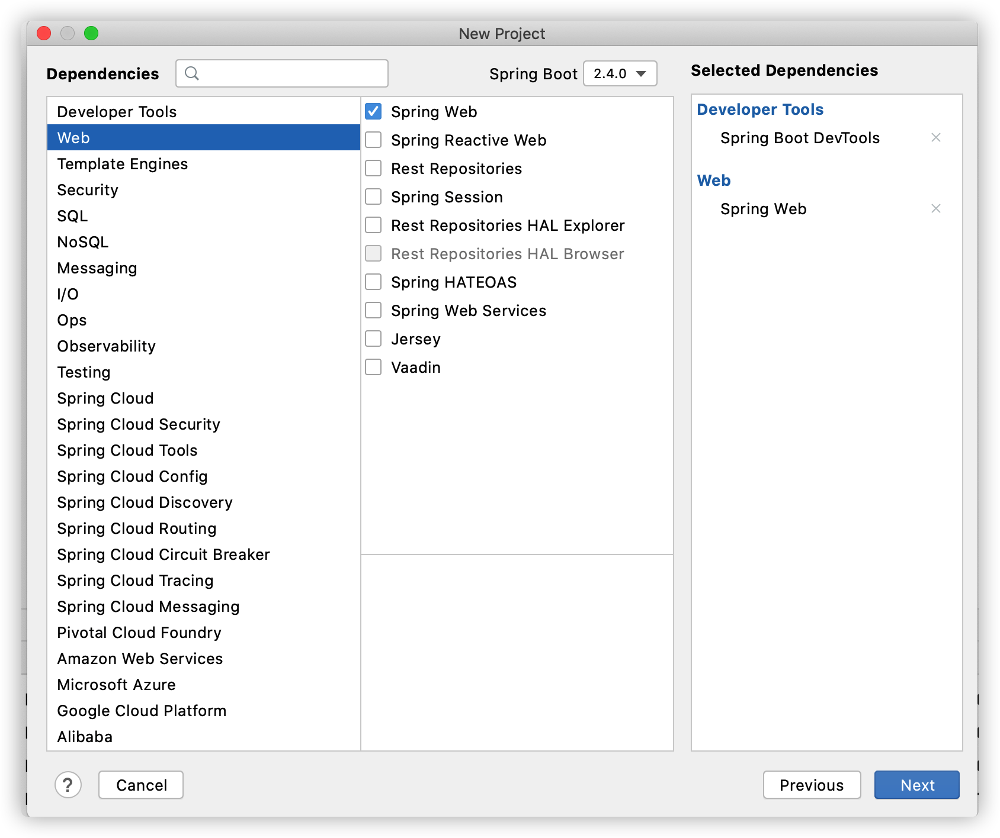 New Project
Dependencies
Spring Boot 2.4.0
Selected Dependencies
Developer Tools
Web
Template Engines
Security
SQL
NoSQL
Messaging
I/O
Ops
Observability
Testing
Spring Cloud
Spring Cloud Security
Spring Cloud Tools
Spring Cloud Config
Spring Cloud Discovery
Spring Cloud Routing
Spring Cloud Circuit Breaker
Spring Cloud Tracing
Spring Cloud Messaging
Pivotal Cloud Foundry
Amazon Web Services
Microsoft Azure
Google Cloud Platform
Alibaba
Spring Web
Spring Reactive Web
Rest Repositories
Spring Session
Rest Repositories HAL Explorer
Rest Repositories HAL Browser
Spring HATEOAS
Spring Web Services
Jersey
Vaadin
Developer Tools
Spring Boot DevTools
Web
Spring Web
?
Cancel
Previous
Next